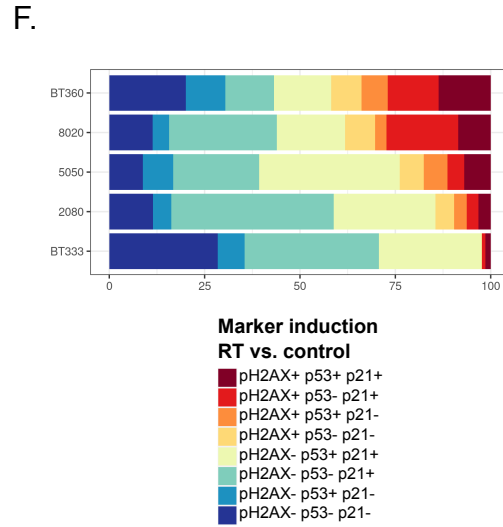 F.
BT360
8020
5050
2080
BT333
0 25 50 75 100
Marker induction
RT vs. control
pH2AX+ p53+ p21+
pH2AX+ p53- p21+
pH2AX+ p53+ p21-
pH2AX+ p53- p21-
pH2AX- p53+ p21+
pH2AX- p53- p21+
pH2AX- p53+ p21-
pH2AX- p53- p21-